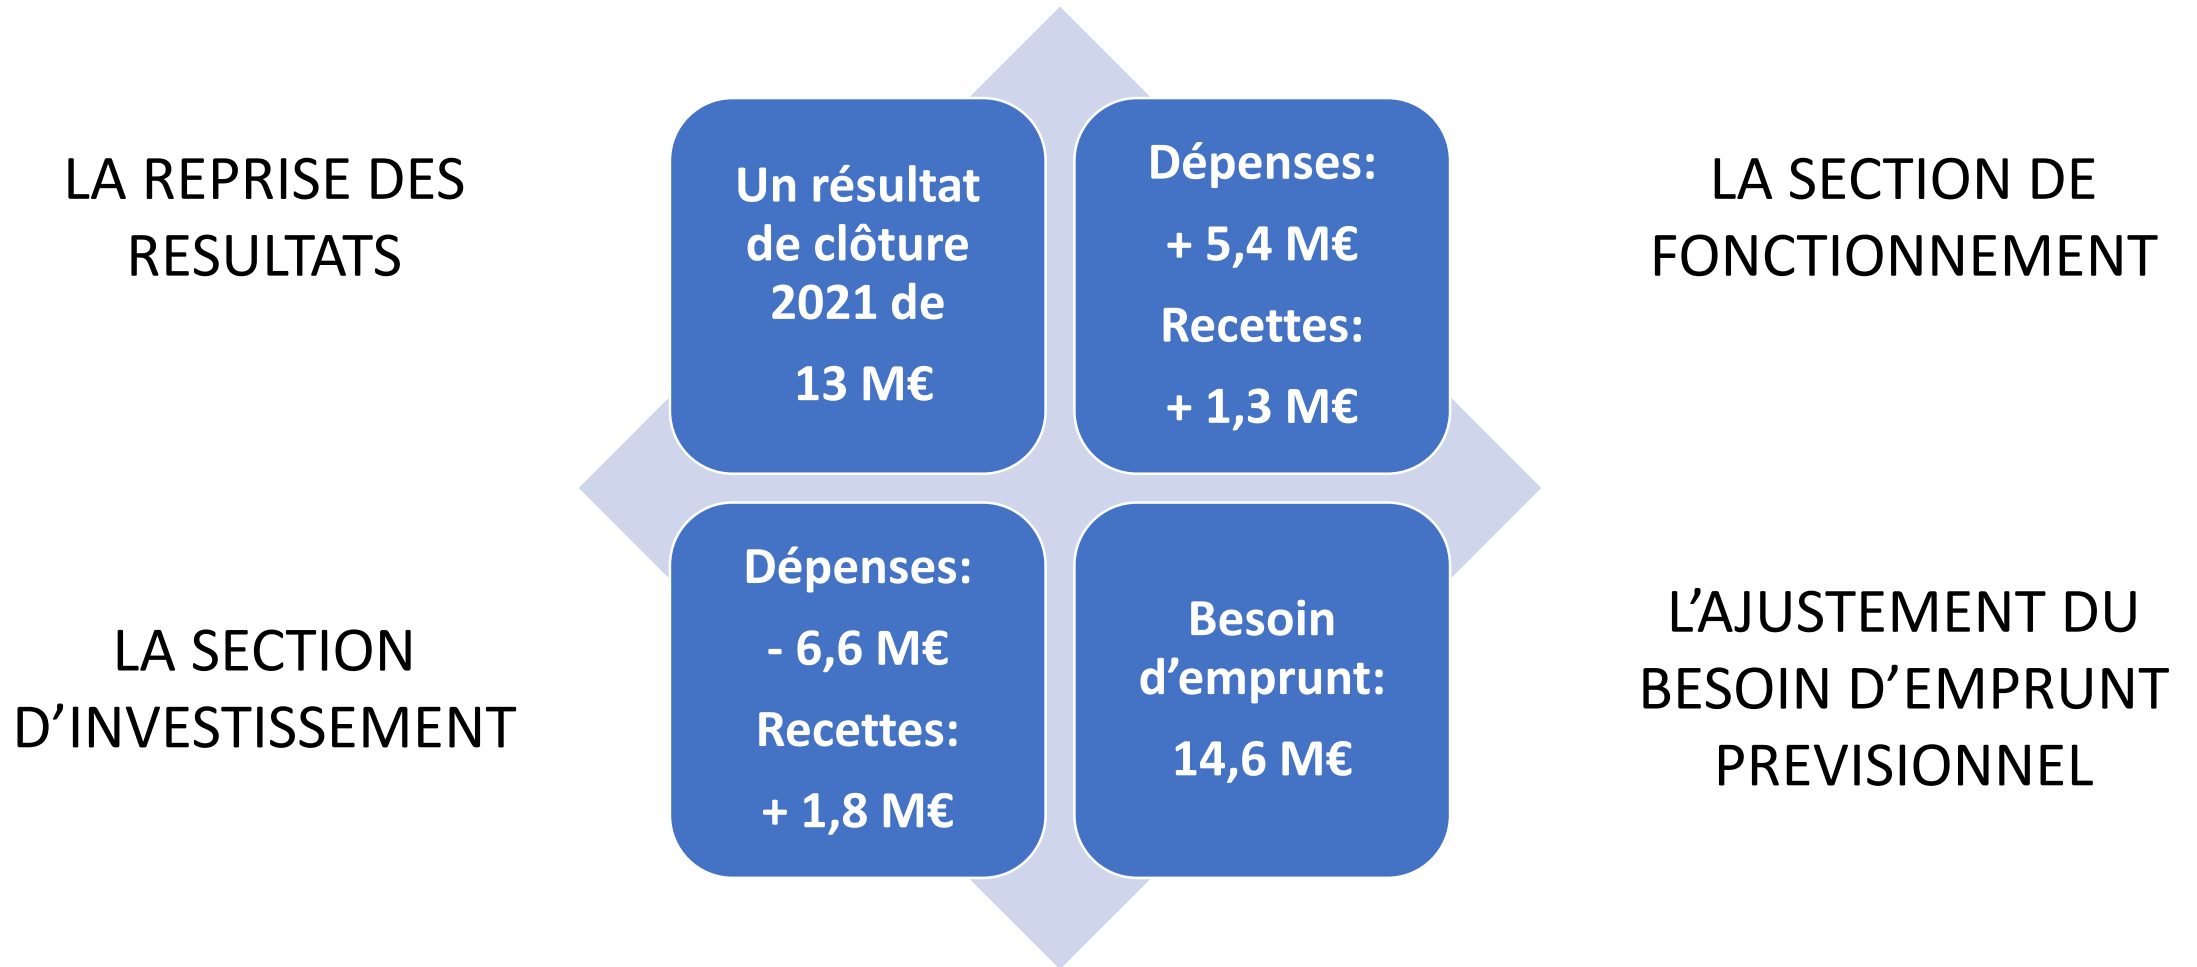 LA REPRISE DES
RESULTATS
Un résultat
de clôture
2021 de
13 M€
Dépenses:
+ 5,4 M€
Recettes:
+ 1,3 M€
LA SECTION DE
FONCTIONNEMENT
LA SECTION
D’INVESTISSEMENT
Dépenses:
- 6,6 M€
Recettes:
+ 1,8 M€
Besoin
d’emprunt:
14,6 M€
L’AJUSTEMENT DU
BESOIN D’EMPRUNT
PREVISIONNEL